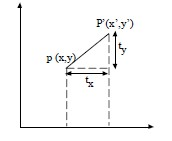 P'(x',y')
p (x,y)
ty
tx